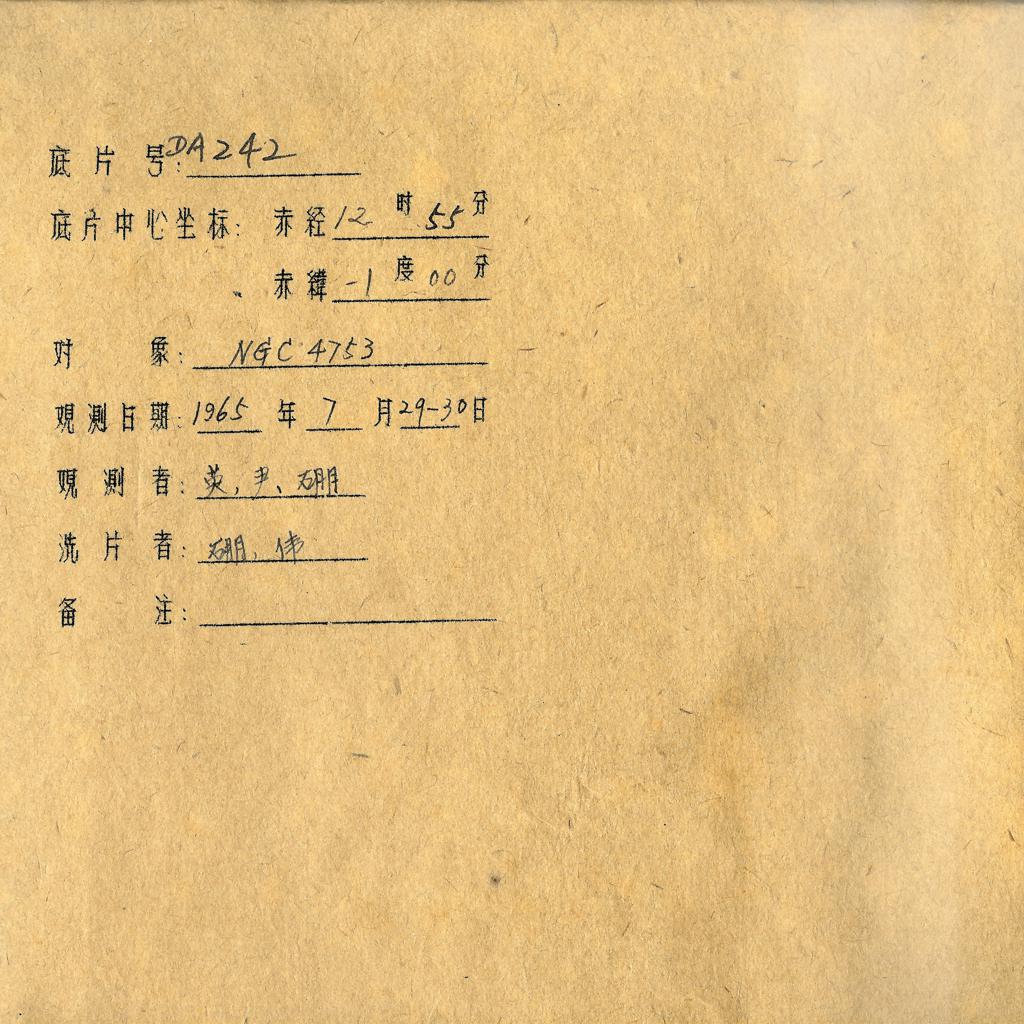 底片号:DA242
底片中心坐标: 赤经12时55分
赤緯-1度00分
对象: NGC 4753
观测日期:1965年7月29-30日
观测者: 英,尹、硼
洗片者: 硼,伟
备注: